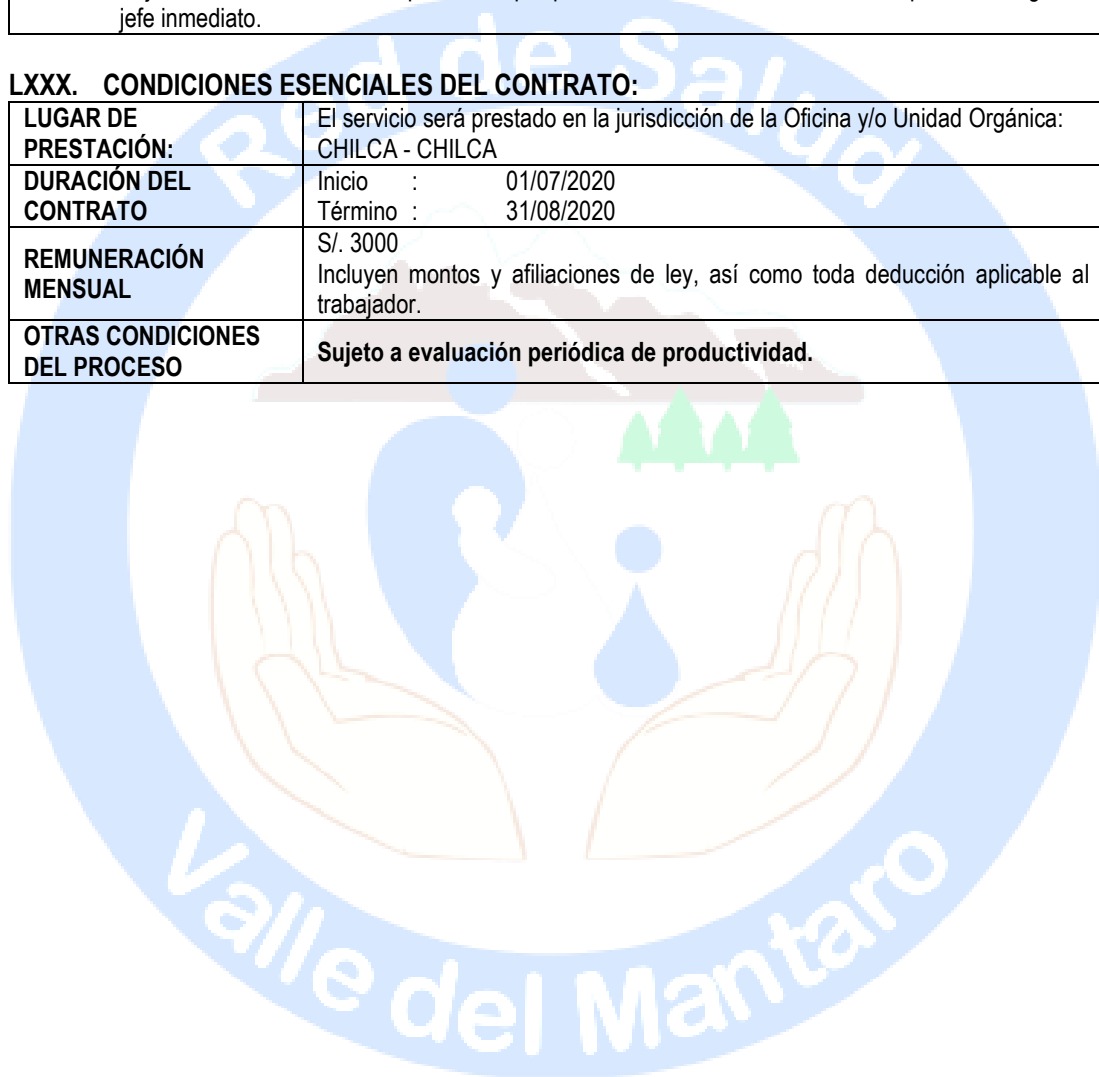 jefe inmediato.
LXXX. CONDICIONES ESENCIALES DEL CONTRATO:
LUGAR DE PRESTACIÓN:
El servicio será prestado en la jurisdicción de la Oficina y/o Unidad Orgánica:
CHILCA - CHILCA
DURACIÓN DEL CONTRATO
Inicio : 01/07/2020
Término : 31/08/2020
REMUNERACIÓN MENSUAL
S/. 3000
Incluyen montos y afiliaciones de ley, así como toda deducción aplicable al
trabajador.
OTRAS CONDICIONES DEL PROCESO
Sujeto a evaluación periódica de productividad.
Red de Salud
Valle del Mantaro